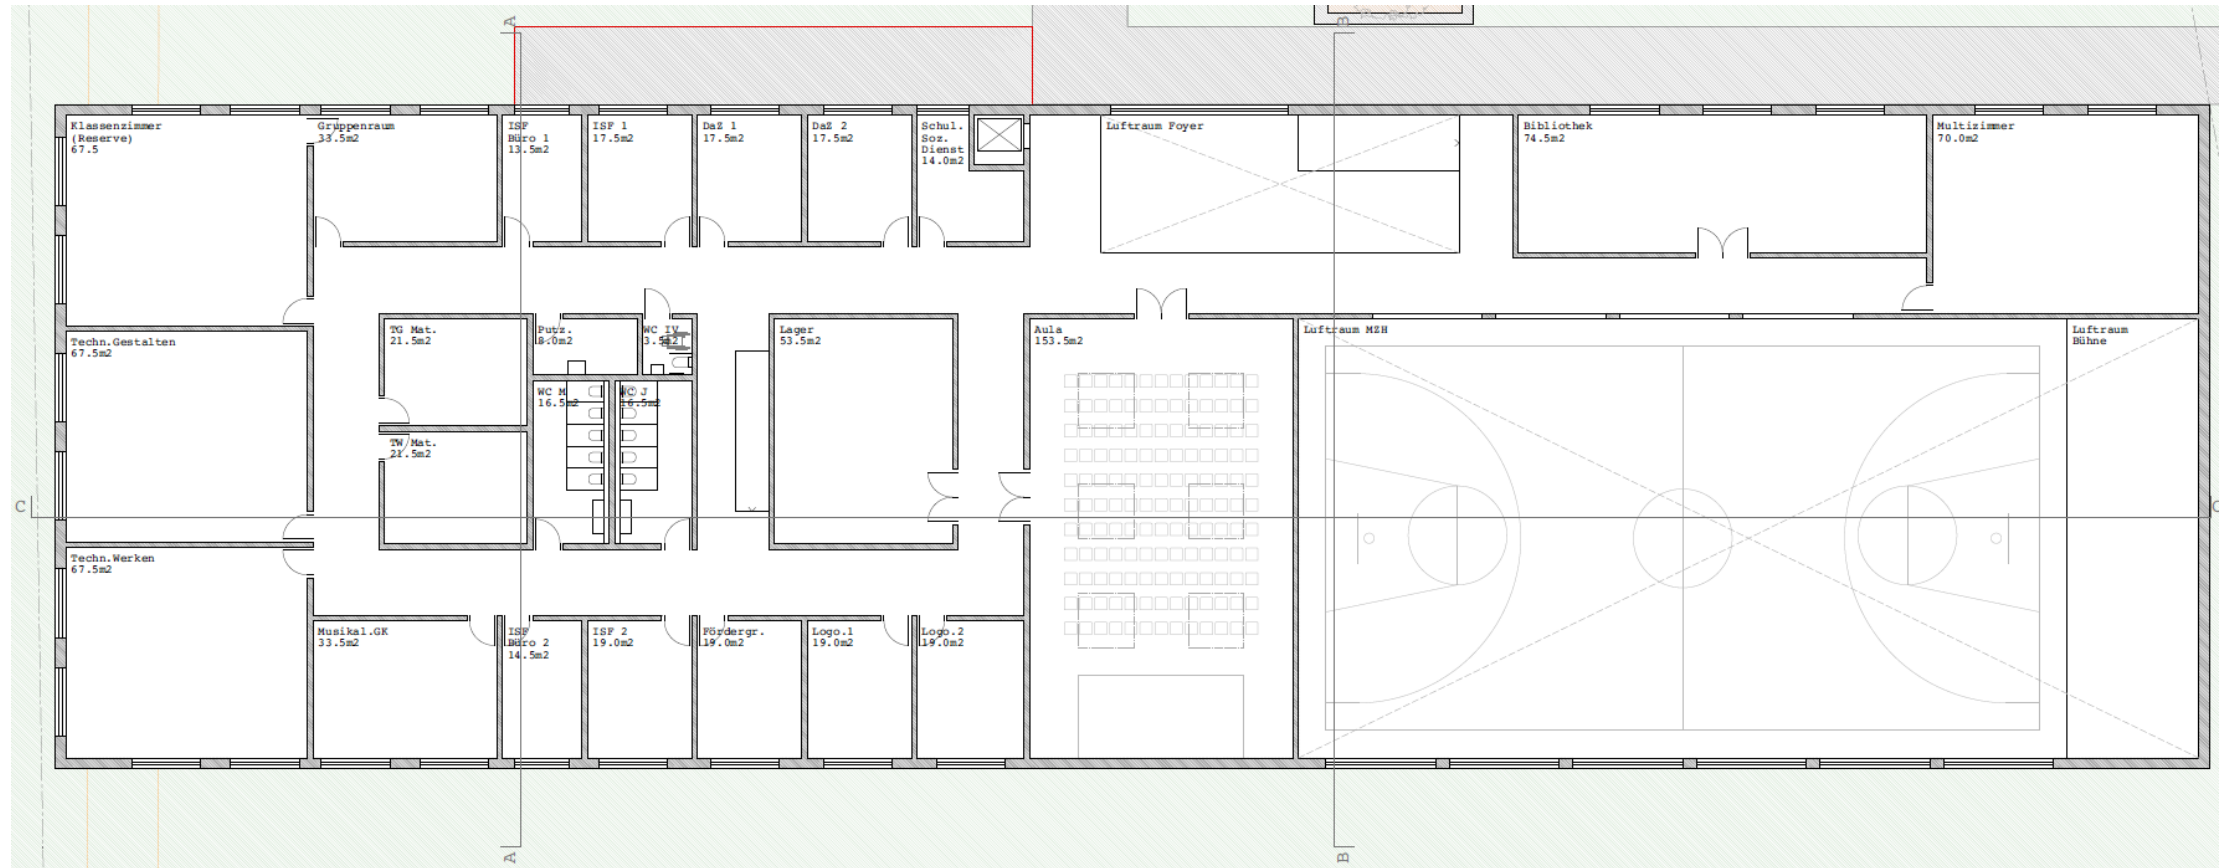 A
B
Klassenzimmer
(Reserve)
67.5
Gruppenraum
33.5m2
ISF
Büro 1
13.5m2
ISF 1
17.5m2
DaZ 1
17.5m2
DaZ 2
17.5m2
Schul.
Soz.
Dienst
14.0m2
Luftraum Foyer
Bibliothek
74.5m2
Multizimmer
70.0m2
Techn.Gestalten
67.5m2
TG Mat.
21.5m2
Putz.
8.0m2
WC IV
3.5m2
Lager
53.5m2
Aula
153.5m2
Luftraum MZH
Luftraum
Bühne
WC M
16.5m2
WC J
16.5m2
TW Mat.
21.5m2
C
C
Techn.Werken
67.5m2
Musikal.GK
33.5m2
ISF
Büro 2
14.5m2
ISF 2
19.0m2
Fördergr.
19.0m2
Logo.1
19.0m2
Logo.2
19.0m2
A
B